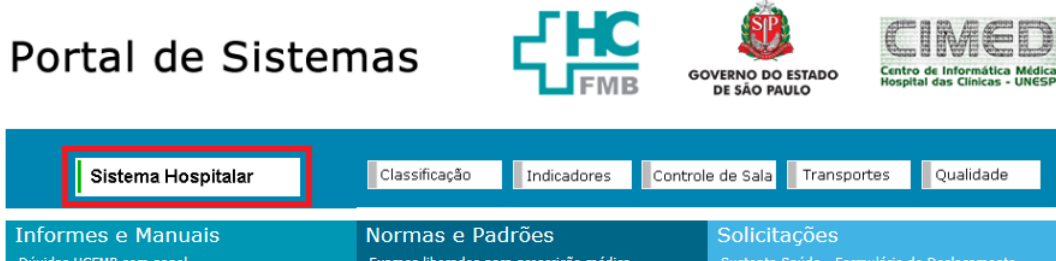 Portal de Sistemas
HC
FMB
SP
GOVERNO DO ESTADO
DE SÃO PAULO
CIMED
Centro de Informática Médica
Hospital das Clínicas - UNESP
Sistema Hospitalar
Classificação
Indicadores
Controle de Sala
Transportes
Qualidade
Informes e Manuais
Normas e Padrões
Solicitações